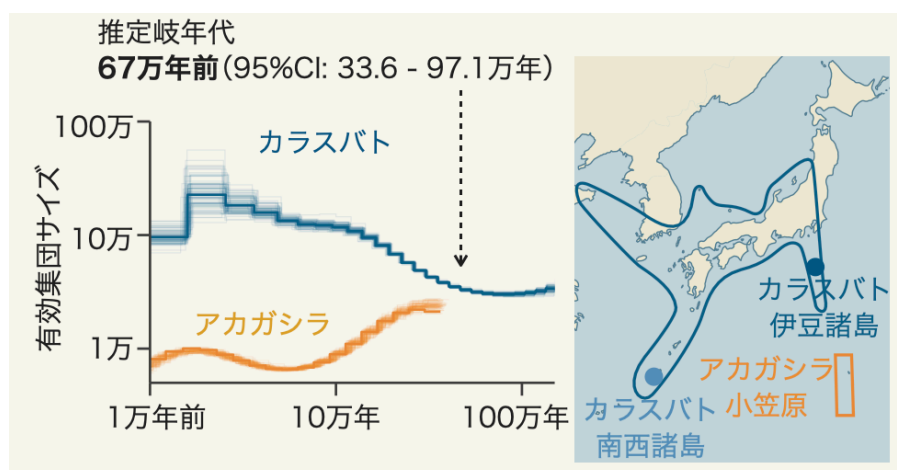 推定岐年代
67万年前(95%CI: 33.6 - 97.1万年)
有効集団サイズ
100万
10万
1万
カラスバト
アカガシラ
1万年前
10万年
100万年
カラスバト
伊豆諸島
アカガシラ
小笠原
カラスバト
南西諸島